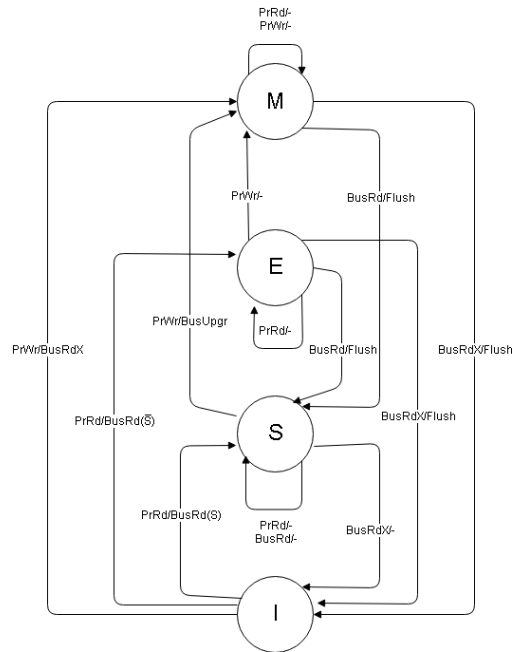 PrRd/-
PrWr/-
M
PrWr/-
BusRd/Flush
E
PrRd/-
PrWr/BusUpgr
PrWr/BusRdX
BusRd/Flush
BusRdX/Flush
BusRdX/Flush
PrRd/BusRd(S̅)
S
PrRd/BusRd(S)
PrRd/-
BusRd/-
BusRdX/-
I